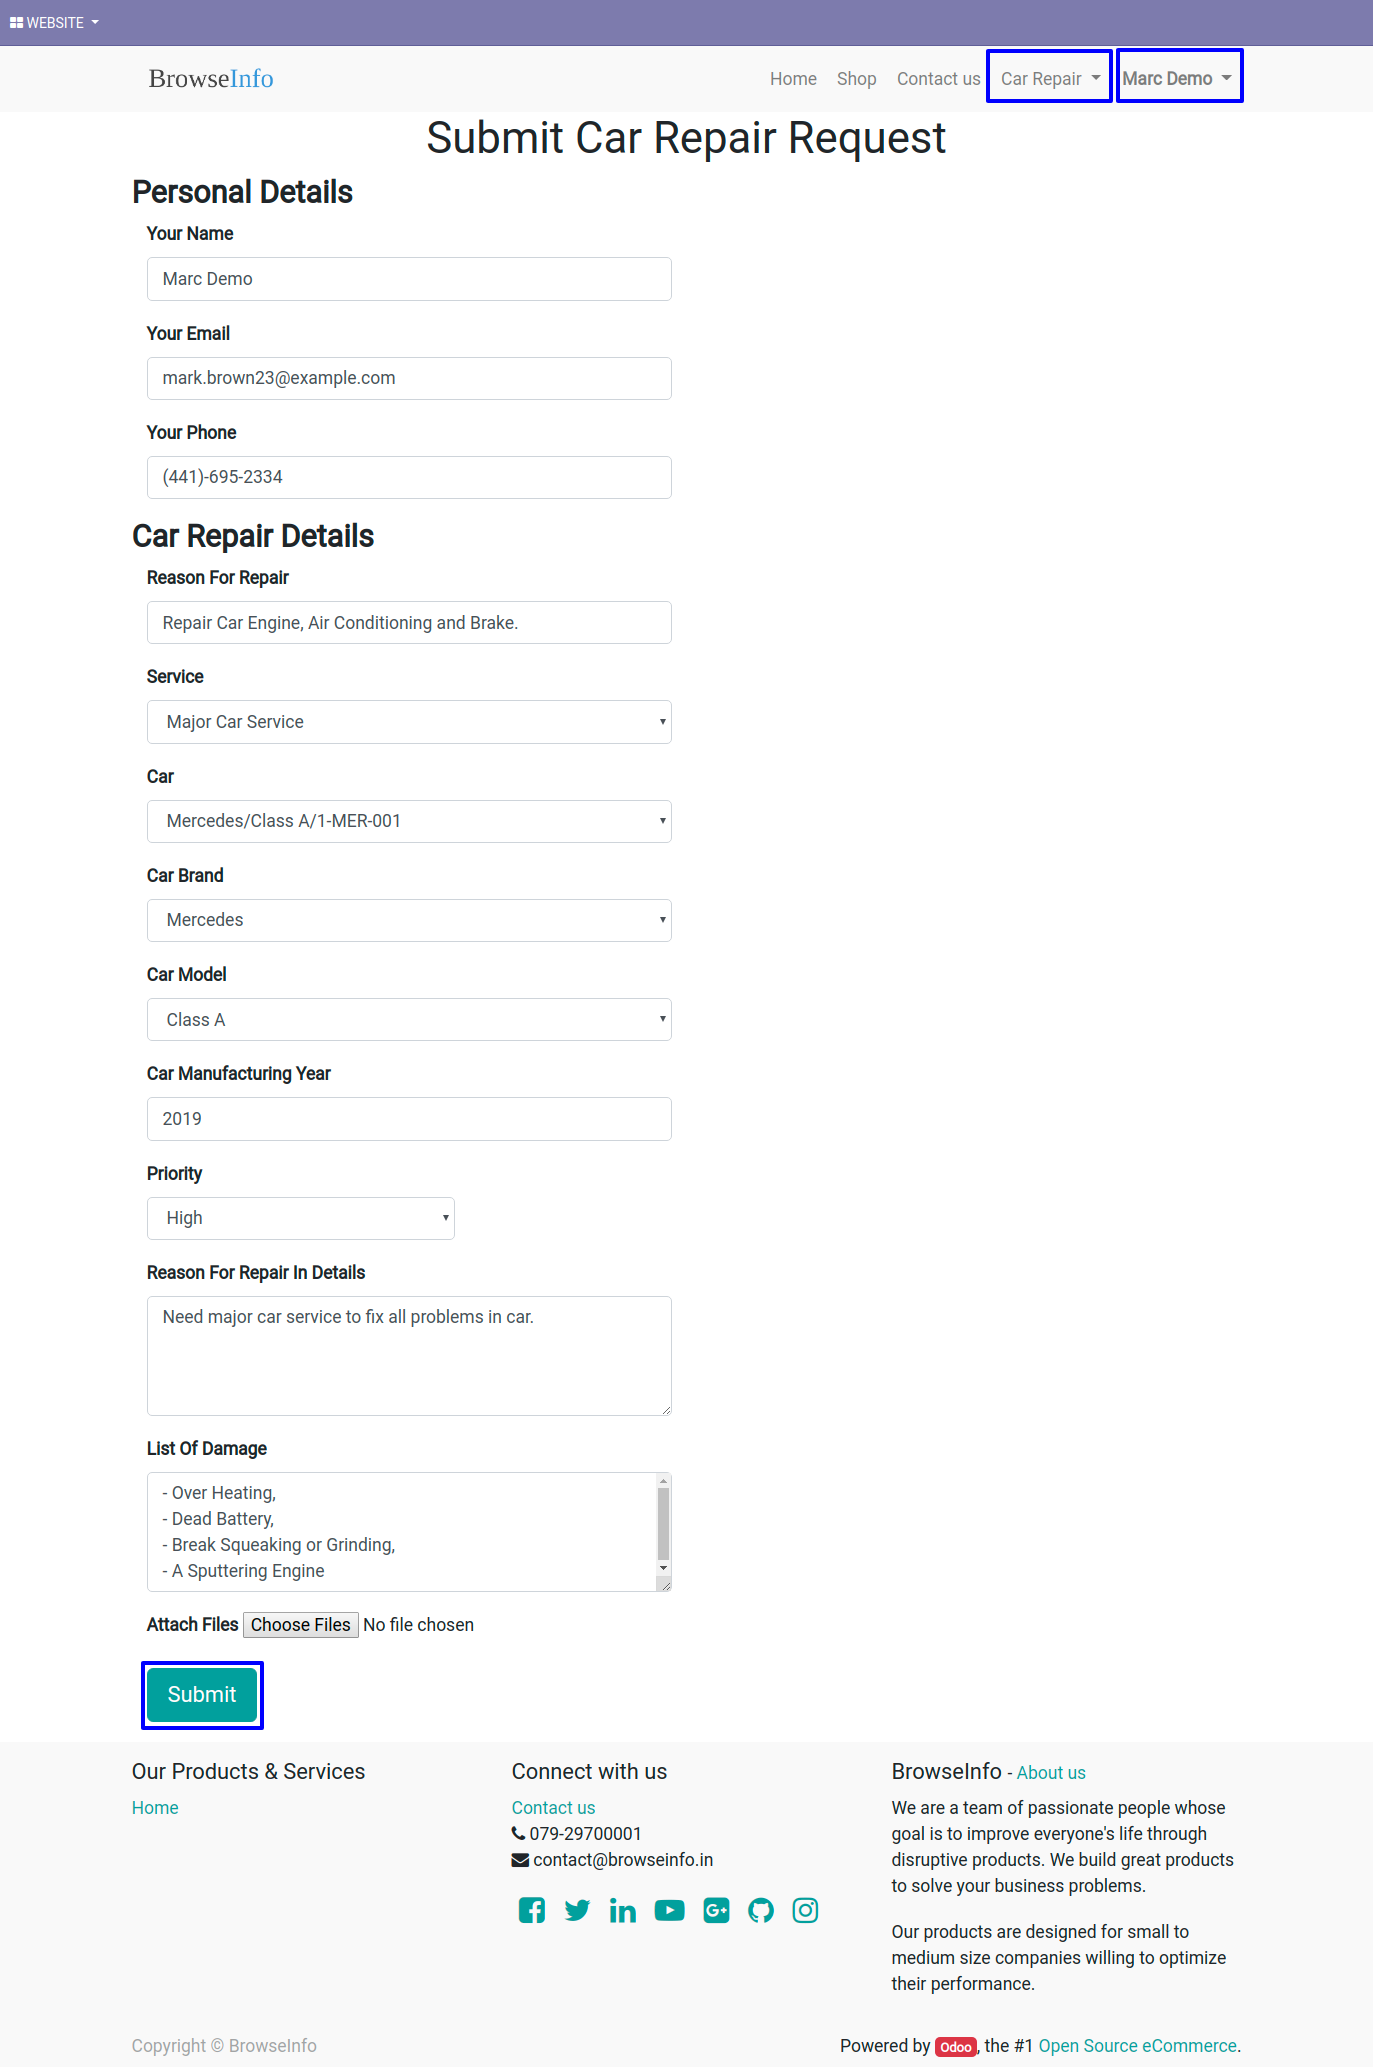 WEBSITE
BrowseInfo
Home Shop Contact us Car Repair Marc Demo
Submit Car Repair Request
Personal Details
Your Name
Marc Demo
Your Email
mark.brown23@example.com
Your Phone
(441)-695-2334
Car Repair Details
Reason For Repair
Repair Car Engine, Air Conditioning and Brake.
Service
Major Car Service
Car
Mercedes/Class A/1-MER-001
Car Brand
Mercedes
Car Model
Class A
Car Manufacturing Year
2019
Priority
High
Reason For Repair In Details
Need major car service to fix all problems in car.
List Of Damage
- Over Heating,
- Dead Battery,
- Break Squeaking or Grinding,
- A Sputtering Engine
Attach Files Choose Files No file chosen
Submit
Our Products & Services
Home
Connect with us
Contact us
079-29700001
contact@browseinfo.in
BrowseInfo - About us
We are a team of passionate people whose
goal is to improve everyone's life through
disruptive products. We build great products
to solve your business problems.
Our products are designed for small to
medium size companies willing to optimize
their performance.
Copyright © BrowseInfo
Powered by Odoo, the #1 Open Source eCommerce.